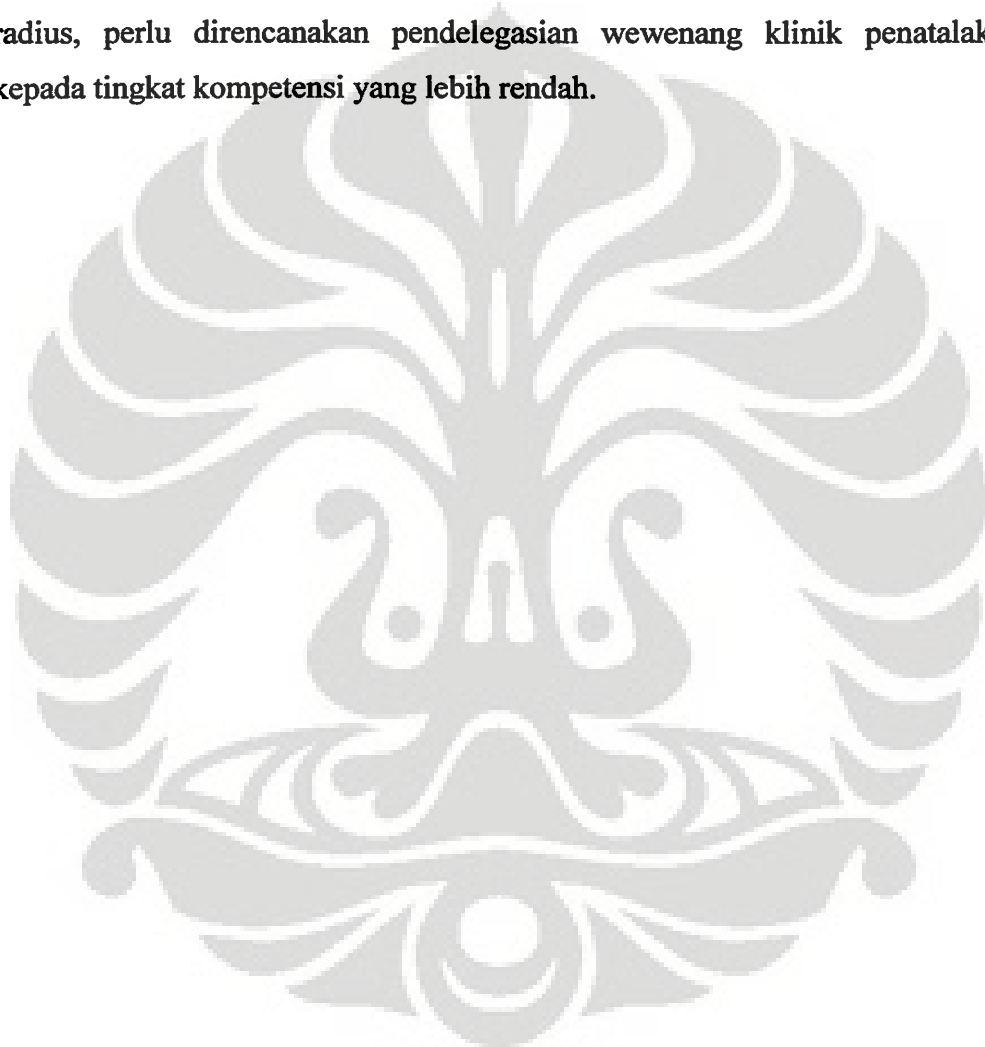 radius, perlu direncanakan pendelegasian wewenang klinik penatalak
kepada tingkat kompetensi yang lebih rendah.